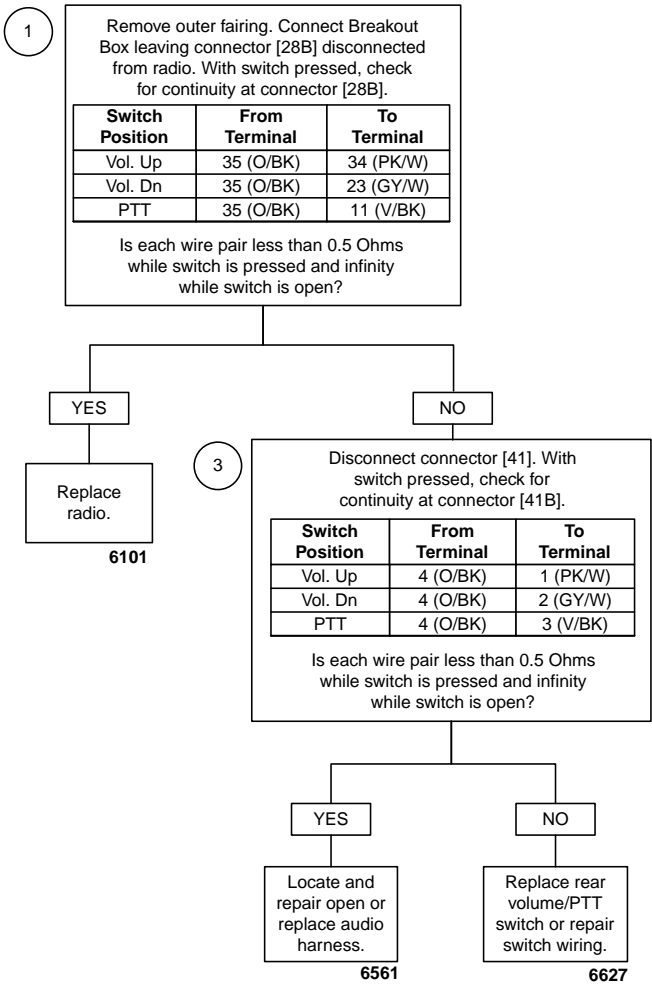 1
Remove outer fairing. Connect Breakout
Box leaving connector [28B] disconnected
from radio. With switch pressed, check
for continuity at connector [28B].
Switch Position From Terminal To Terminal
Vol. Up 35 (O/BK) 34 (PK/W)
Vol. Dn 35 (O/BK) 23 (GY/W)
PTT 35 (O/BK) 11 (V/BK)
Is each wire pair less than 0.5 Ohms
while switch is pressed and infinity
while switch is open?
YES
NO
Replace
radio.
6101
3
Disconnect connector [41]. With
switch pressed, check for
continuity at connector [41B].
Switch Position From Terminal To Terminal
Vol. Up 4 (O/BK) 1 (PK/W)
Vol. Dn 4 (O/BK) 2 (GY/W)
PTT 4 (O/BK) 3 (V/BK)
Is each wire pair less than 0.5 Ohms
while switch is pressed and infinity
while switch is open?
YES
NO
Locate and
repair open or
replace audio
harness.
6561
Replace rear
volume/PTT
switch or repair
switch wiring.
6627